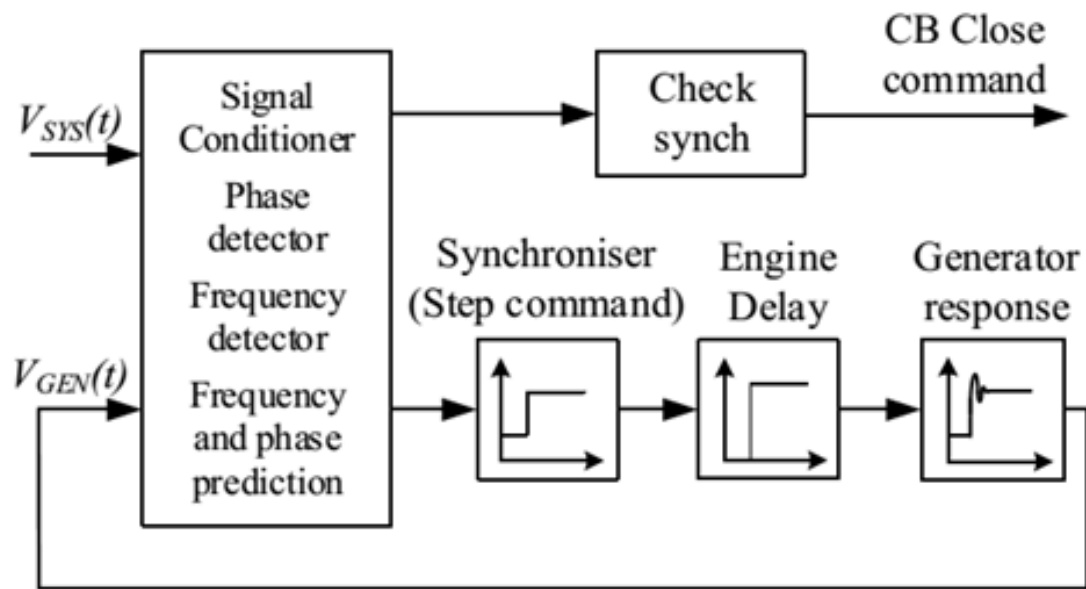 V_SYS(t)
V_GEN(t)
Signal
Conditioner
Phase
detector
Frequency
detector
Frequency
and phase
prediction
Check
synch
CB Close
command
Synchroniser
(Step command)
Engine
Delay
Generator
response